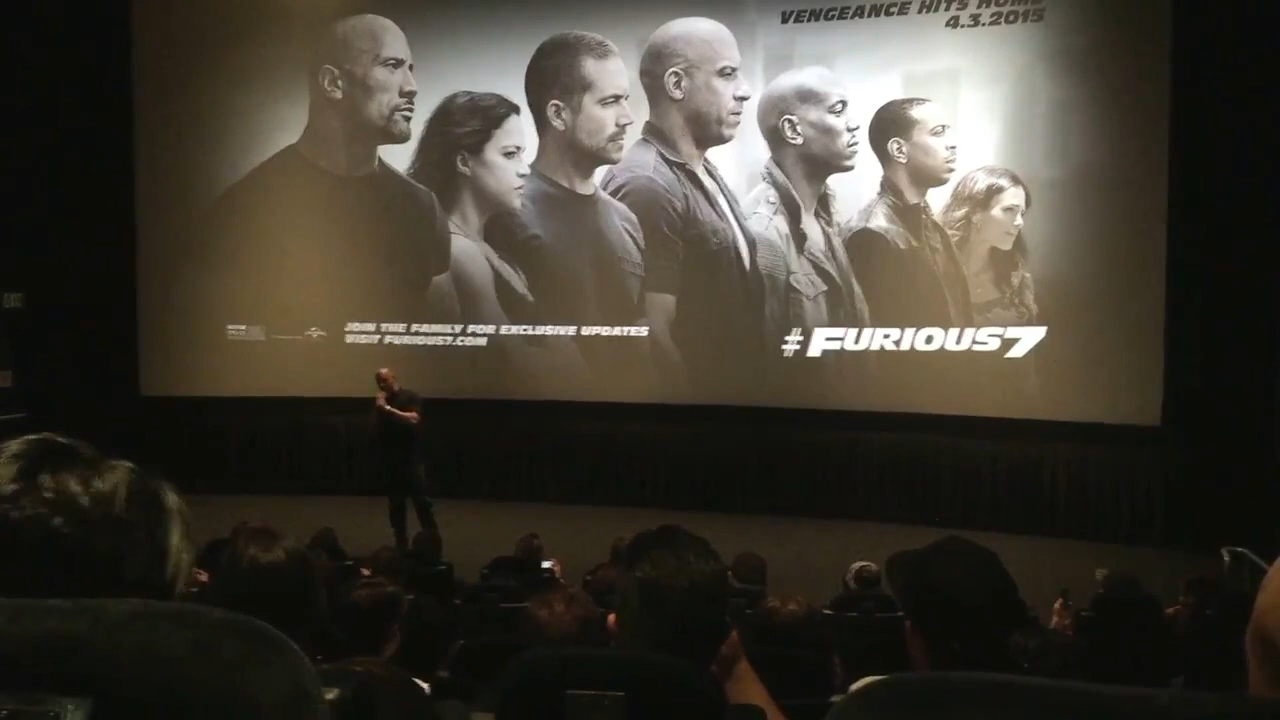 VENGEANCE HITS HOME
4.3.2015
JOIN THE FAMILY FOR EXCLUSIVE UPDATES
VISIT FURIOUS7.COM
#FURIOUS7